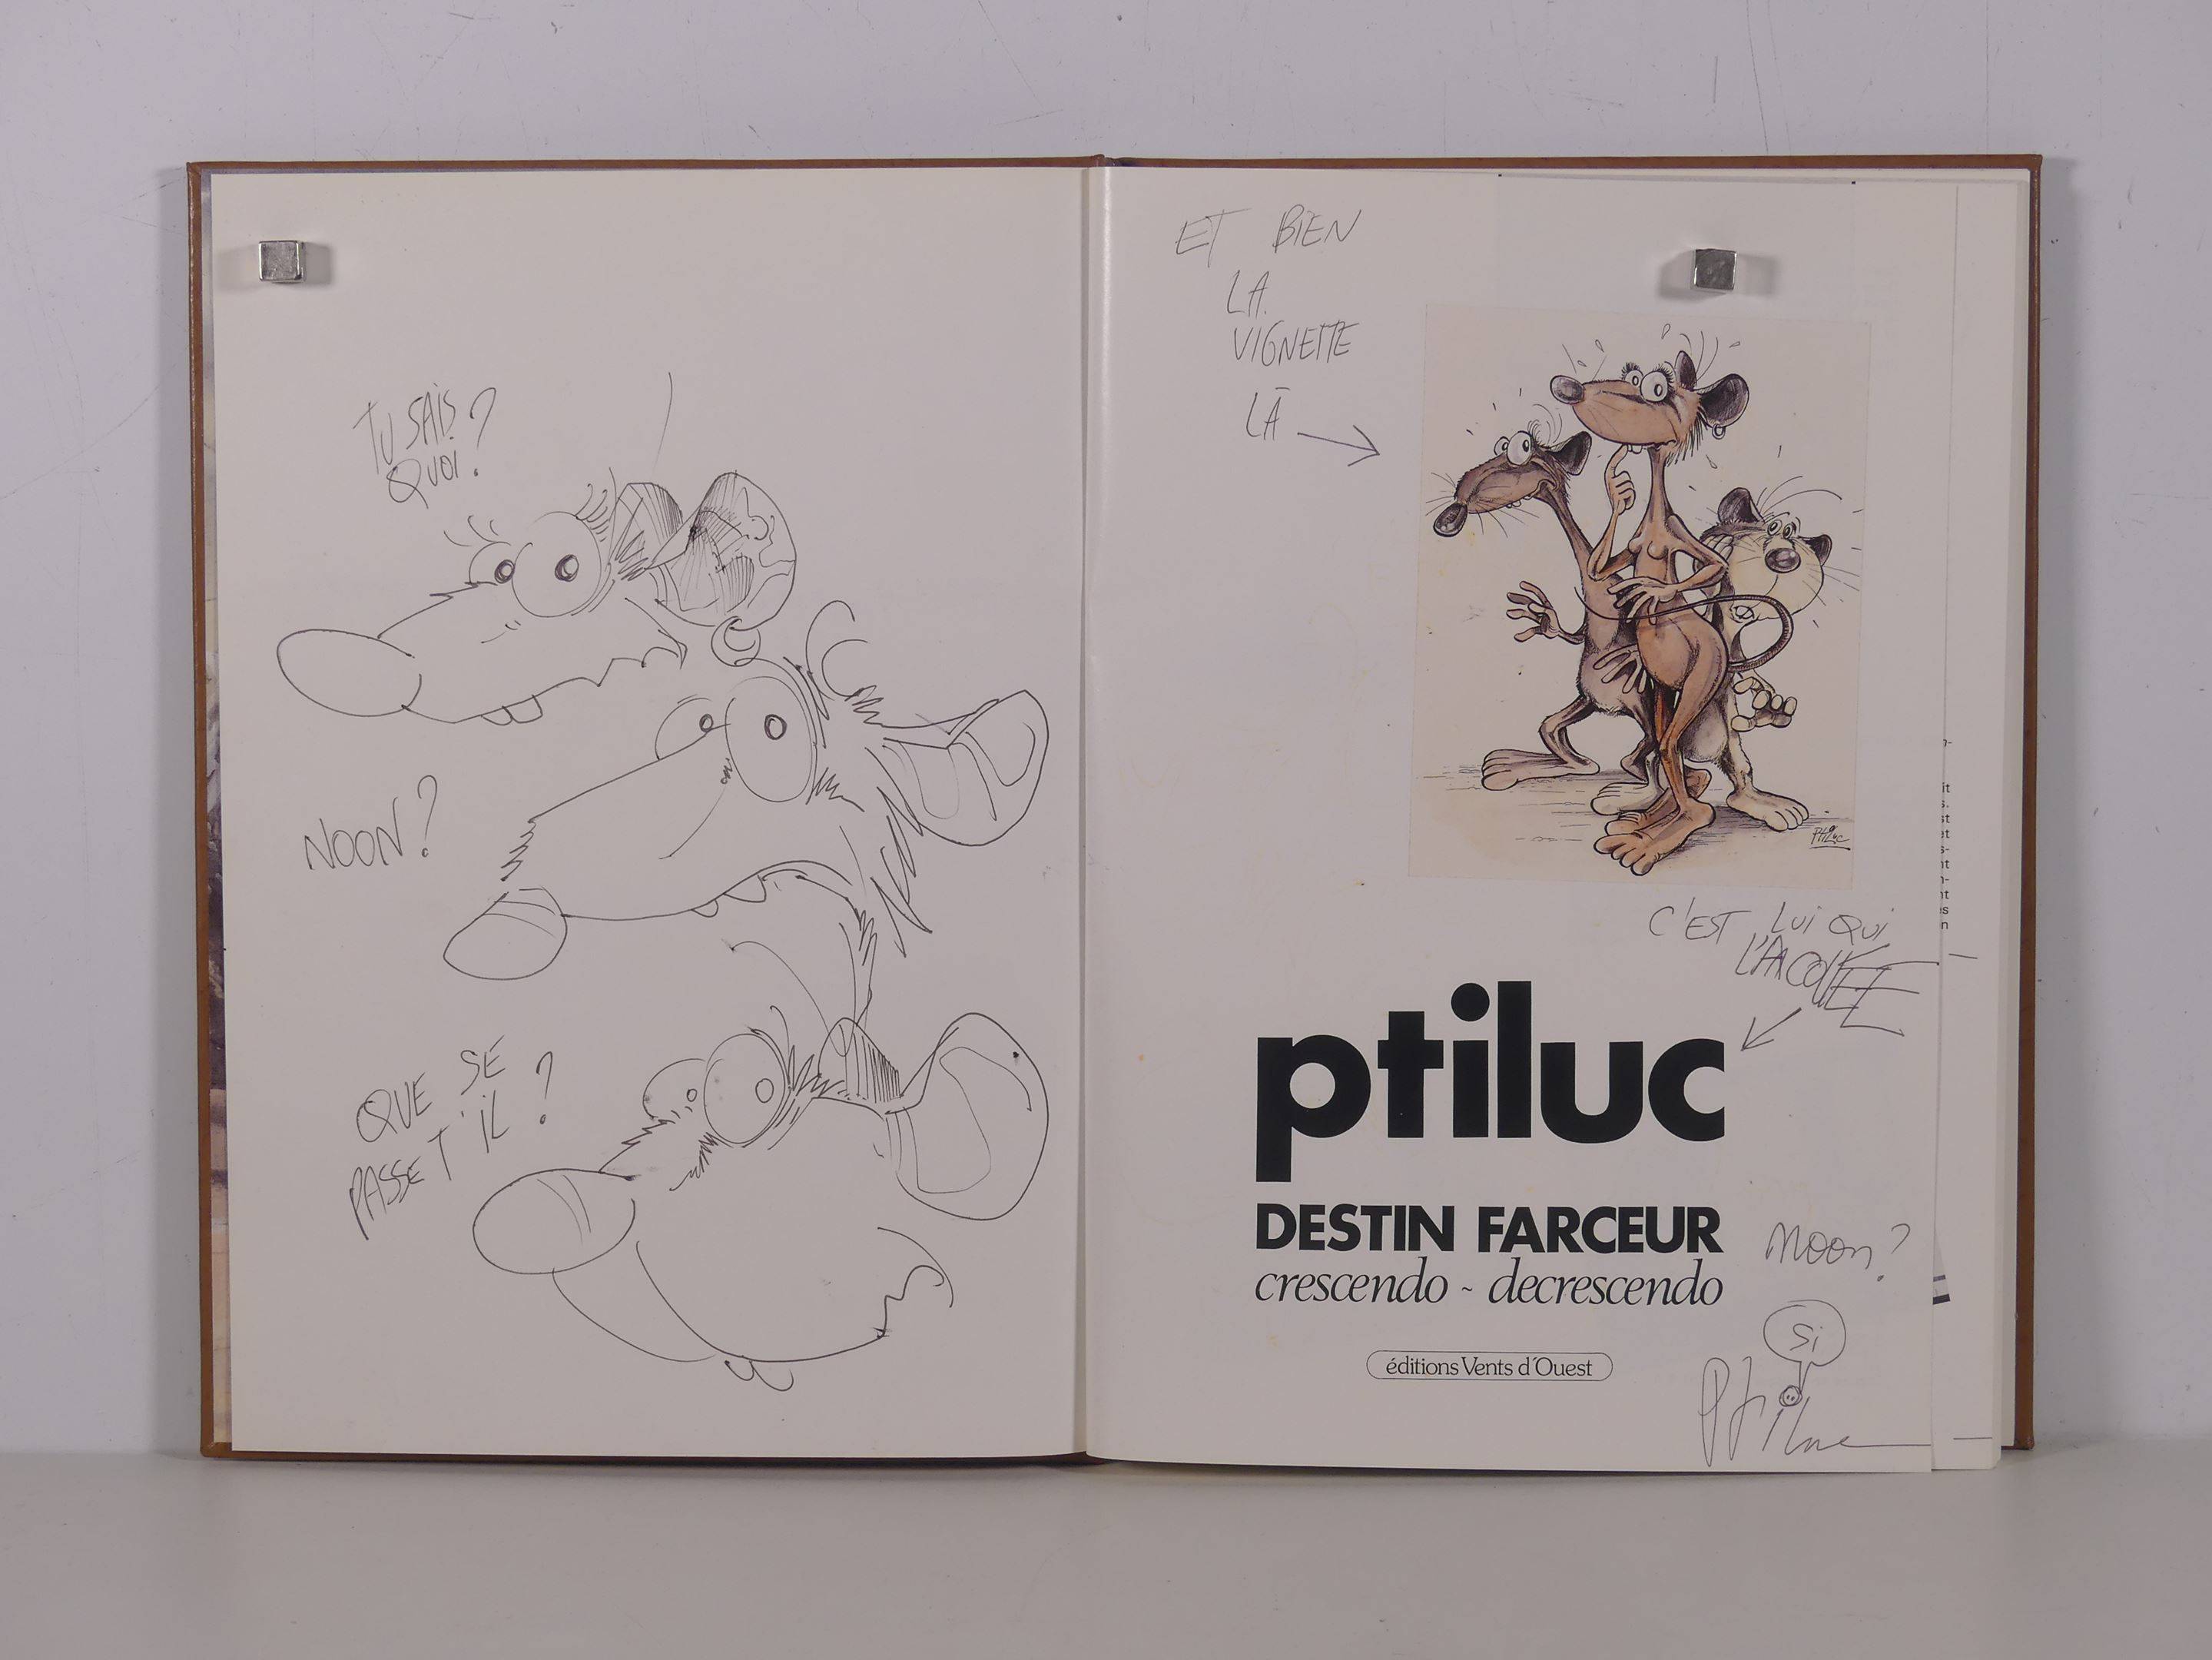 TU SAIS
QUOI ?
NOON ?
QUE SE
PASSE T'IL ?
ET BIEN
LA
VIGNETTE
LÀ
Ptiluc
C'EST LUI QUI
L'A COLLÉE
ptiluc
DESTIN FARCEUR
crescendo ~ decrescendo
éditions Vents d'Ouest
NOON ?
Si
Ptiluc